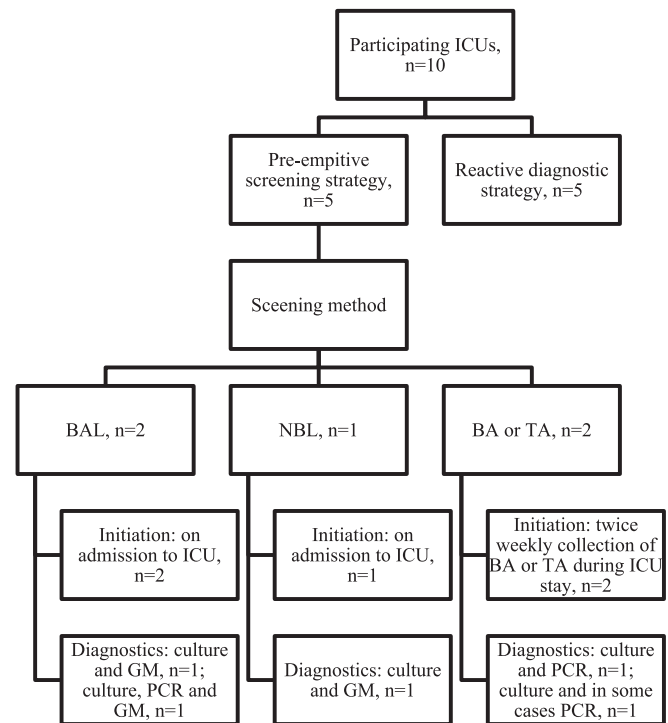 Participating ICUs,
n=10
Pre-empitive
screening strategy,
n=5
Reactive diagnostic
strategy, n=5
Sceening method
BAL, n=2
NBL, n=1
BA or TA, n=2
Initiation: on
admission to ICU,
n=2
Initiation: on
admission to ICU,
n=1
Initiation: twice
weekly collection of
BA or TA during ICU
stay, n=2
Diagnostics: culture
and GM, n=1;
culture, PCR and
GM, n=1
Diagnostics: culture
and GM, n=1
Diagnostics: culture
and PCR, n=1;
culture and in some
cases PCR, n=1